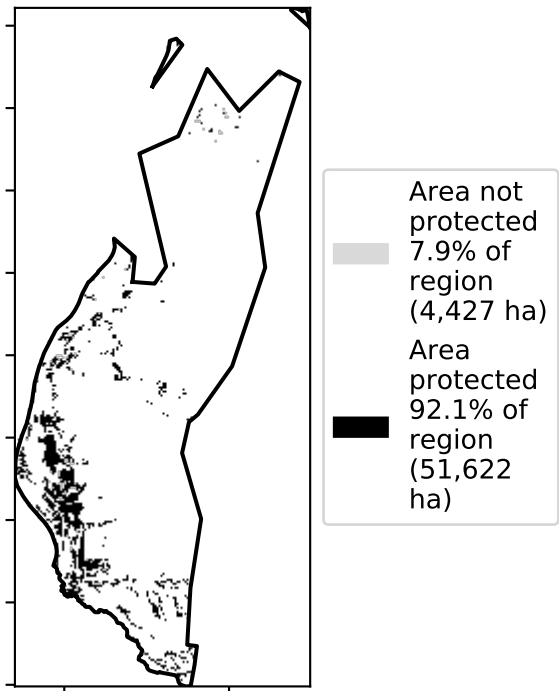 Area not
protected
7.9% of
region
(4,427 ha)
Area
protected
92.1% of
region
(51,622
ha)